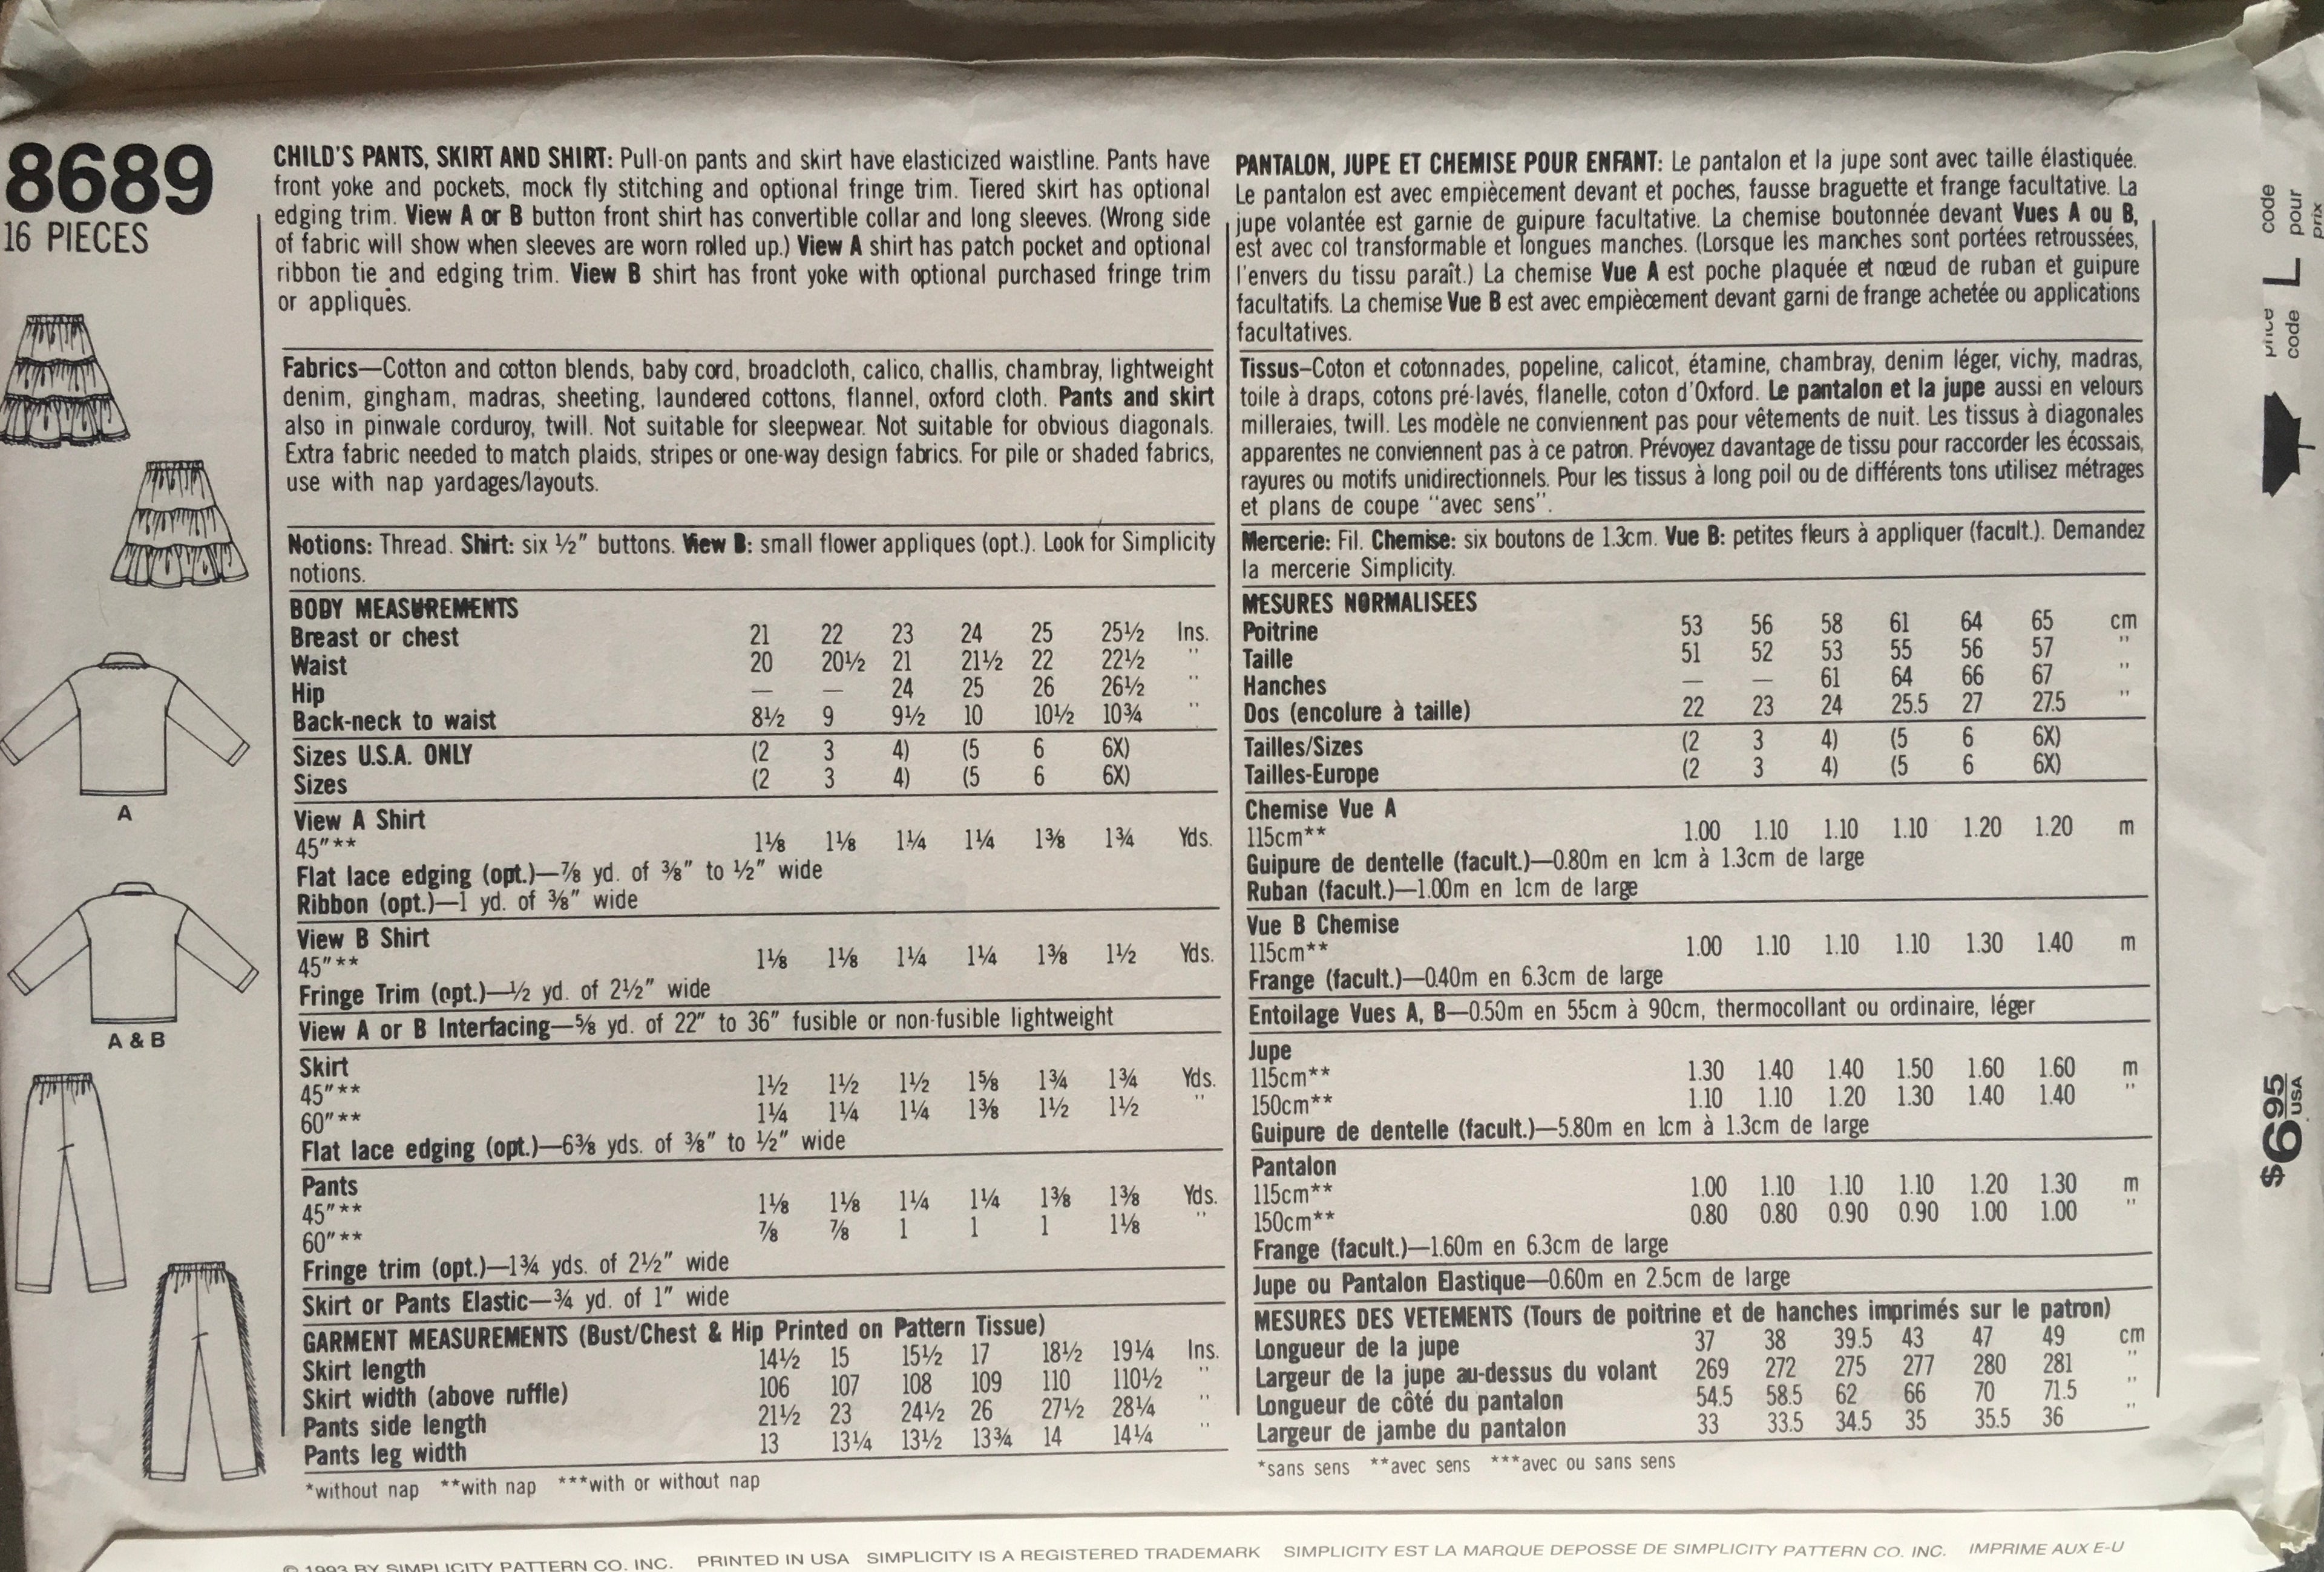 8689
16 PIECES
A
A & B
CHILD'S PANTS, SKIRT AND SHIRT: Pull-on pants and skirt have elasticized waistline. Pants have
front yoke and pockets, mock fly stitching and optional fringe trim. Tiered skirt has optional
edging trim. View A or B button front shirt has convertible collar and long sleeves. (Wrong side
of fabric will show when sleeves are worn rolled up.) View A shirt has patch pocket and optional
ribbon tie and edging trim. View B shirt has front yoke with optional purchased fringe trim
or appliqués.
Fabrics—Cotton and cotton blends, baby cord, broadcloth, calico, challis, chambray, lightweight
denim, gingham, madras, sheeting, laundered cottons, flannel, oxford cloth. Pants and skirt
also in pinwale corduroy, twill. Not suitable for sleepwear. Not suitable for obvious diagonals.
Extra fabric needed to match plaids, stripes or one-way design fabrics. For pile or shaded fabrics,
use with nap yardages/layouts.
Notions: Thread. Shirt: six ½" buttons. View B: small flower appliques (opt.). Look for Simplicity
notions.
BODY MEASUREMENTS
Breast or chest 21 22 23 24 25 25½ Ins.
Waist 20 20½ 21 21½ 22 22½ "
Hip — — 24 25 26 26½ "
Back-neck to waist 8½ 9 9½ 10 10½ 10¾ "
Sizes U.S.A. ONLY (2 3 4) (5 6 6X)
Sizes (2 3 4) (5 6 6X)
View A Shirt
45"** 1⅛ 1⅛ 1¼ 1¼ 1⅜ 1¾ Yds.
Flat lace edging (opt.)—⅞ yd. of ⅜" to ½" wide
Ribbon (opt.)—1 yd. of ⅜" wide
View B Shirt
45"** 1⅛ 1⅛ 1¼ 1¼ 1⅜ 1½ Yds.
Fringe Trim (opt.)—½ yd. of 2½" wide
View A or B Interfacing—⅝ yd. of 22" to 36" fusible or non-fusible lightweight
Skirt
45"** 1½ 1½ 1½ 1⅝ 1¾ 1¾ Yds.
60"** 1¼ 1¼ 1¼ 1⅜ 1½ 1½ "
Flat lace edging (opt.)—6⅜ yds. of ⅜" to ½" wide
Pants
45"** 1⅛ 1⅛ 1¼ 1¼ 1⅜ 1⅜ Yds.
60"** ⅞ ⅞ 1 1 1 1⅛ "
Fringe trim (opt.)—1¾ yds. of 2½" wide
Skirt or Pants Elastic—¾ yd. of 1" wide
GARMENT MEASUREMENTS (Bust/Chest & Hip Printed on Pattern Tissue)
Skirt length 14½ 15 15½ 17 18½ 19¼ Ins.
Skirt width (above ruffle) 106 107 108 109 110 110½ "
Pants side length 21½ 23 24½ 26 27½ 28¼ "
Pants leg width 13 13¼ 13½ 13¾ 14 14¼ "
*without nap **with nap ***with or without nap
PANTALON, JUPE ET CHEMISE POUR ENFANT: Le pantalon et la jupe sont avec taille élastiquée.
Le pantalon est avec empiècement devant et poches, fausse braguette et frange facultative. La
jupe volantée est garnie de guipure facultative. La chemise boutonnée devant Vues A ou B,
est avec col transformable et longues manches. (Lorsque les manches sont portées retroussées,
l'envers du tissu paraît.) La chemise Vue A est poche plaquée et nœud de ruban et guipure
facultatifs. La chemise Vue B est avec empiècement devant garni de frange achetée ou applications
facultatives.
Tissus–Coton et cotonnades, popeline, calicot, étamine, chambray, denim léger, vichy, madras,
toile à draps, cotons pré-lavés, flanelle, coton d'Oxford. Le pantalon et la jupe aussi en velours
milleraies, twill. Les modèle ne conviennent pas pour vêtements de nuit. Les tissus à diagonales
apparentes ne conviennent pas à ce patron. Prévoyez davantage de tissu pour raccorder les écossais,
rayures ou motifs unidirectionnels. Pour les tissus à long poil ou de différents tons utilisez métrages
et plans de coupe "avec sens".
Mercerie: Fil. Chemise: six boutons de 1.3cm. Vue B: petites fleurs à appliquer (facult.). Demandez
la mercerie Simplicity.
MESURES NORMALISEES
Poitrine 53 56 58 61 64 65 cm
Taille 51 52 53 55 56 57 "
Hanches — — 61 64 66 67 "
Dos (encolure à taille) 22 23 24 25.5 27 27.5 "
Tailles/Sizes (2 3 4) (5 6 6X)
Tailles-Europe (2 3 4) (5 6 6X)
Chemise Vue A
115cm** 1.00 1.10 1.10 1.10 1.20 1.20 m
Guipure de dentelle (facult.)—0.80m en 1cm à 1.3cm de large
Ruban (facult.)—1.00m en 1cm de large
Vue B Chemise
115cm** 1.00 1.10 1.10 1.10 1.30 1.40 m
Frange (facult.)—0.40m en 6.3cm de large
Entoilage Vues A, B—0.50m en 55cm à 90cm, thermocollant ou ordinaire, léger
Jupe
115cm** 1.30 1.40 1.40 1.50 1.60 1.60 m
150cm** 1.10 1.10 1.20 1.30 1.40 1.40 "
Guipure de dentelle (facult.)—5.80m en 1cm à 1.3cm de large
Pantalon
115cm** 1.00 1.10 1.10 1.10 1.20 1.30 m
150cm** 0.80 0.80 0.90 0.90 1.00 1.00 "
Frange (facult.)—1.60m en 6.3cm de large
Jupe ou Pantalon Elastique—0.60m en 2.5cm de large
MESURES DES VETEMENTS (Tours de poitrine et de hanches imprimés sur le patron)
Longueur de la jupe 37 38 39.5 43 47 49 cm
Largeur de la jupe au-dessus du volant 269 272 275 277 280 281 "
Longueur de côté du pantalon 54.5 58.5 62 66 70 71.5 "
Largeur de jambe du pantalon 33 33.5 34.5 35 35.5 36 "
*sans sens **avec sens ***avec ou sans sens
price code L code pour prix
$6.95 USA
© 1993 BY SIMPLICITY PATTERN CO. INC. PRINTED IN USA SIMPLICITY IS A REGISTERED TRADEMARK SIMPLICITY EST LA MARQUE DEPOSSE DE SIMPLICITY PATTERN CO. INC. IMPRIME AUX E-U